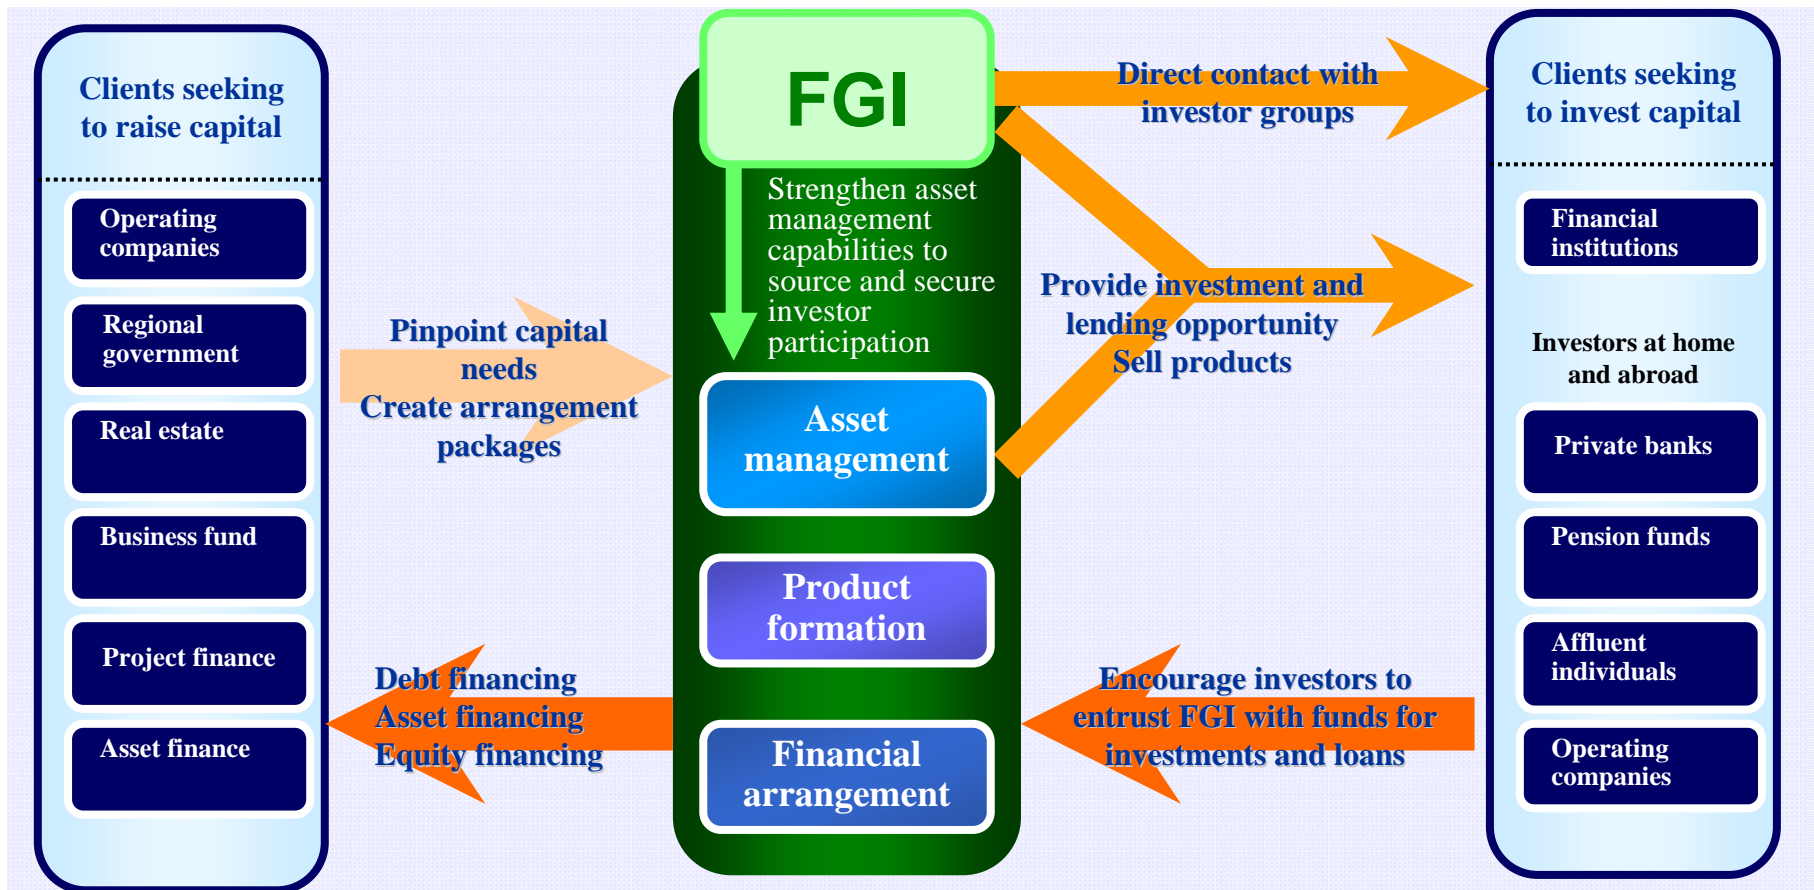 Clients seeking
to raise capital
Operating
companies
Regional
government
Real estate
Business fund
Project finance
Asset finance
Pinpoint capital
needs
Create arrangement
packages
Debt financing
Asset financing
Equity financing
FGI
Strengthen asset
management
capabilities to
source and secure
investor
participation
Asset
management
Product
formation
Financial
arrangement
Direct contact with
investor groups
Provide investment and
lending opportunity
Sell products
Encourage investors to
entrust FGI with funds for
investments and loans
Clients seeking
to invest capital
Financial
institutions
Investors at home
and abroad
Private banks
Pension funds
Affluent
individuals
Operating
companies